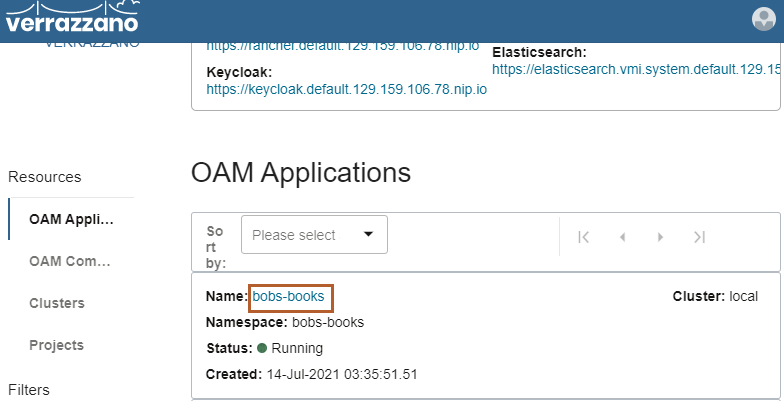 verrazzano
VERRAZZANO
https://rancher.default.129.159.106.78.nip.io
Elasticsearch:
https://elasticsearch.vmi.system.default.129.15
Keycloak:
https://keycloak.default.129.159.106.78.nip.io
Resources
OAM Appli...
OAM Com...
Clusters
Projects
Filters
OAM Applications
So
rt
by:
Please select
Name: bobs-books
Cluster: local
Namespace: bobs-books
Status: Running
Created: 14-Jul-2021 03:35:51.51